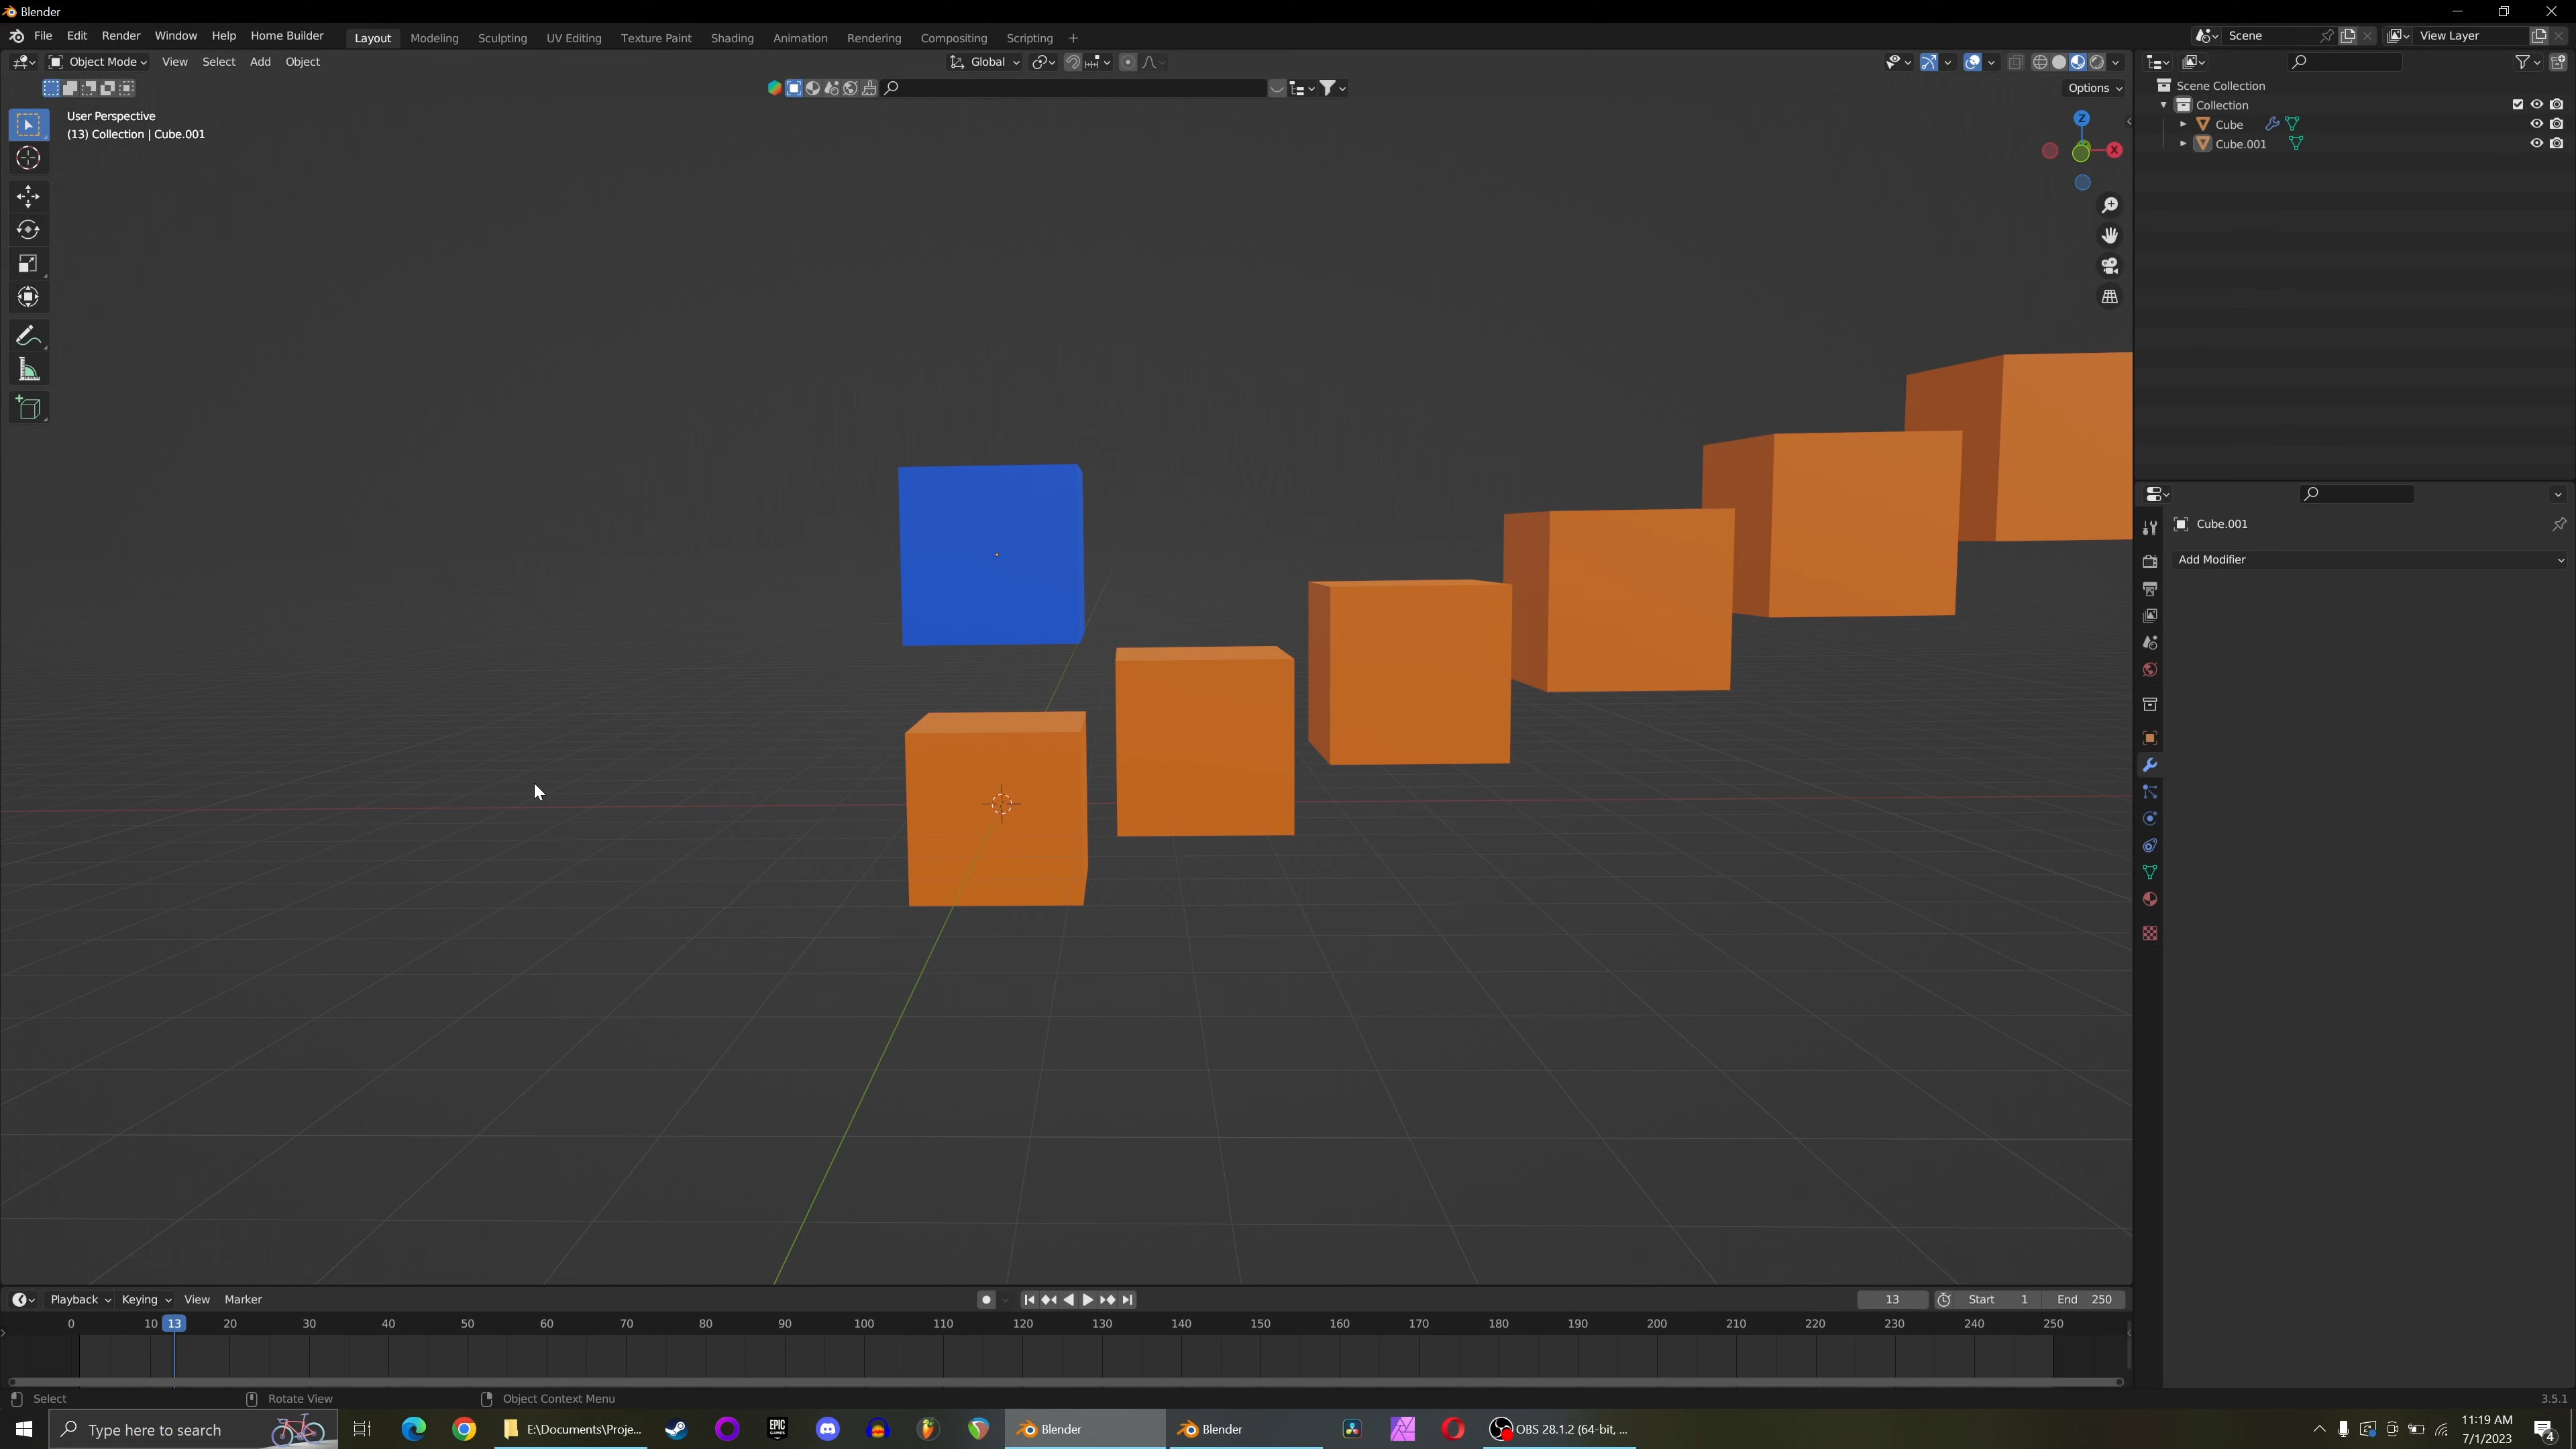 Blender
File Edit Render Window Help Home Builder Layout Modeling Sculpting UV Editing Texture Paint Shading Animation Rendering Compositing Scripting + Scene View Layer
Object Mode View Select Add Object Global
Options
User Perspective
(13) Collection | Cube.001
Z
X
Scene Collection
Collection
Cube
Cube.001
Cube.001
Add Modifier
Playback Keying View Marker 13 Start 1 End 250
0 10 13 20 30 40 50 60 70 80 90 100 110 120 130 140 150 160 170 180 190 200 210 220 230 240 250
Select Rotate View Object Context Menu 3.5.1
Type here to search E:\Documents\Proje... EPIC GAMES Blender Blender OBS 28.1.2 (64-bit, ...
11:19 AM
7/1/2023
4